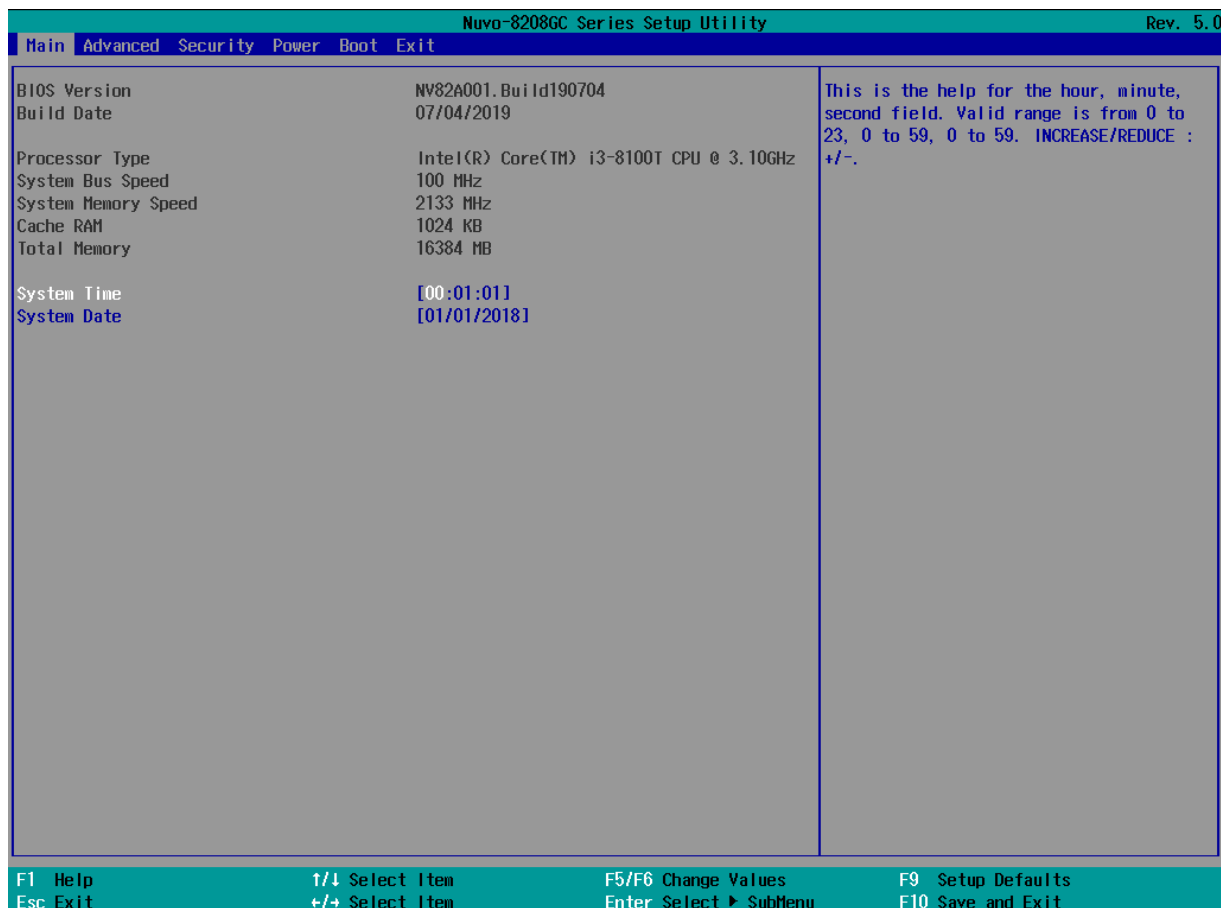 Nuvo-8208GC Series Setup Utility Rev. 5.0
Main Advanced Security Power Boot Exit
BIOS Version NV82A001.Build190704
Build Date 07/04/2019
Processor Type Intel(R) Core(TM) i3-8100T CPU @ 3.10GHz
System Bus Speed 100 MHz
System Memory Speed 2133 MHz
Cache RAM 1024 KB
Total Memory 16384 MB
System Time [00:01:01]
System Date [01/01/2018]
This is the help for the hour, minute,
second field. Valid range is from 0 to
23, 0 to 59, 0 to 59. INCREASE/REDUCE :
+/-.
F1 Help ↑/↓ Select Item F5/F6 Change Values F9 Setup Defaults
Esc Exit ←/→ Select Item Enter Select ▶ SubMenu F10 Save and Exit